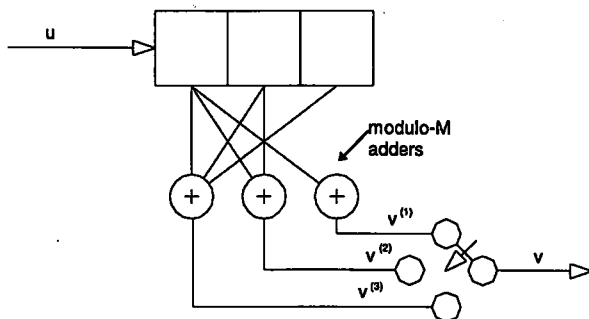 u
modulo-M
adders
+ + +
v(1)
v(2)
v
v(3)